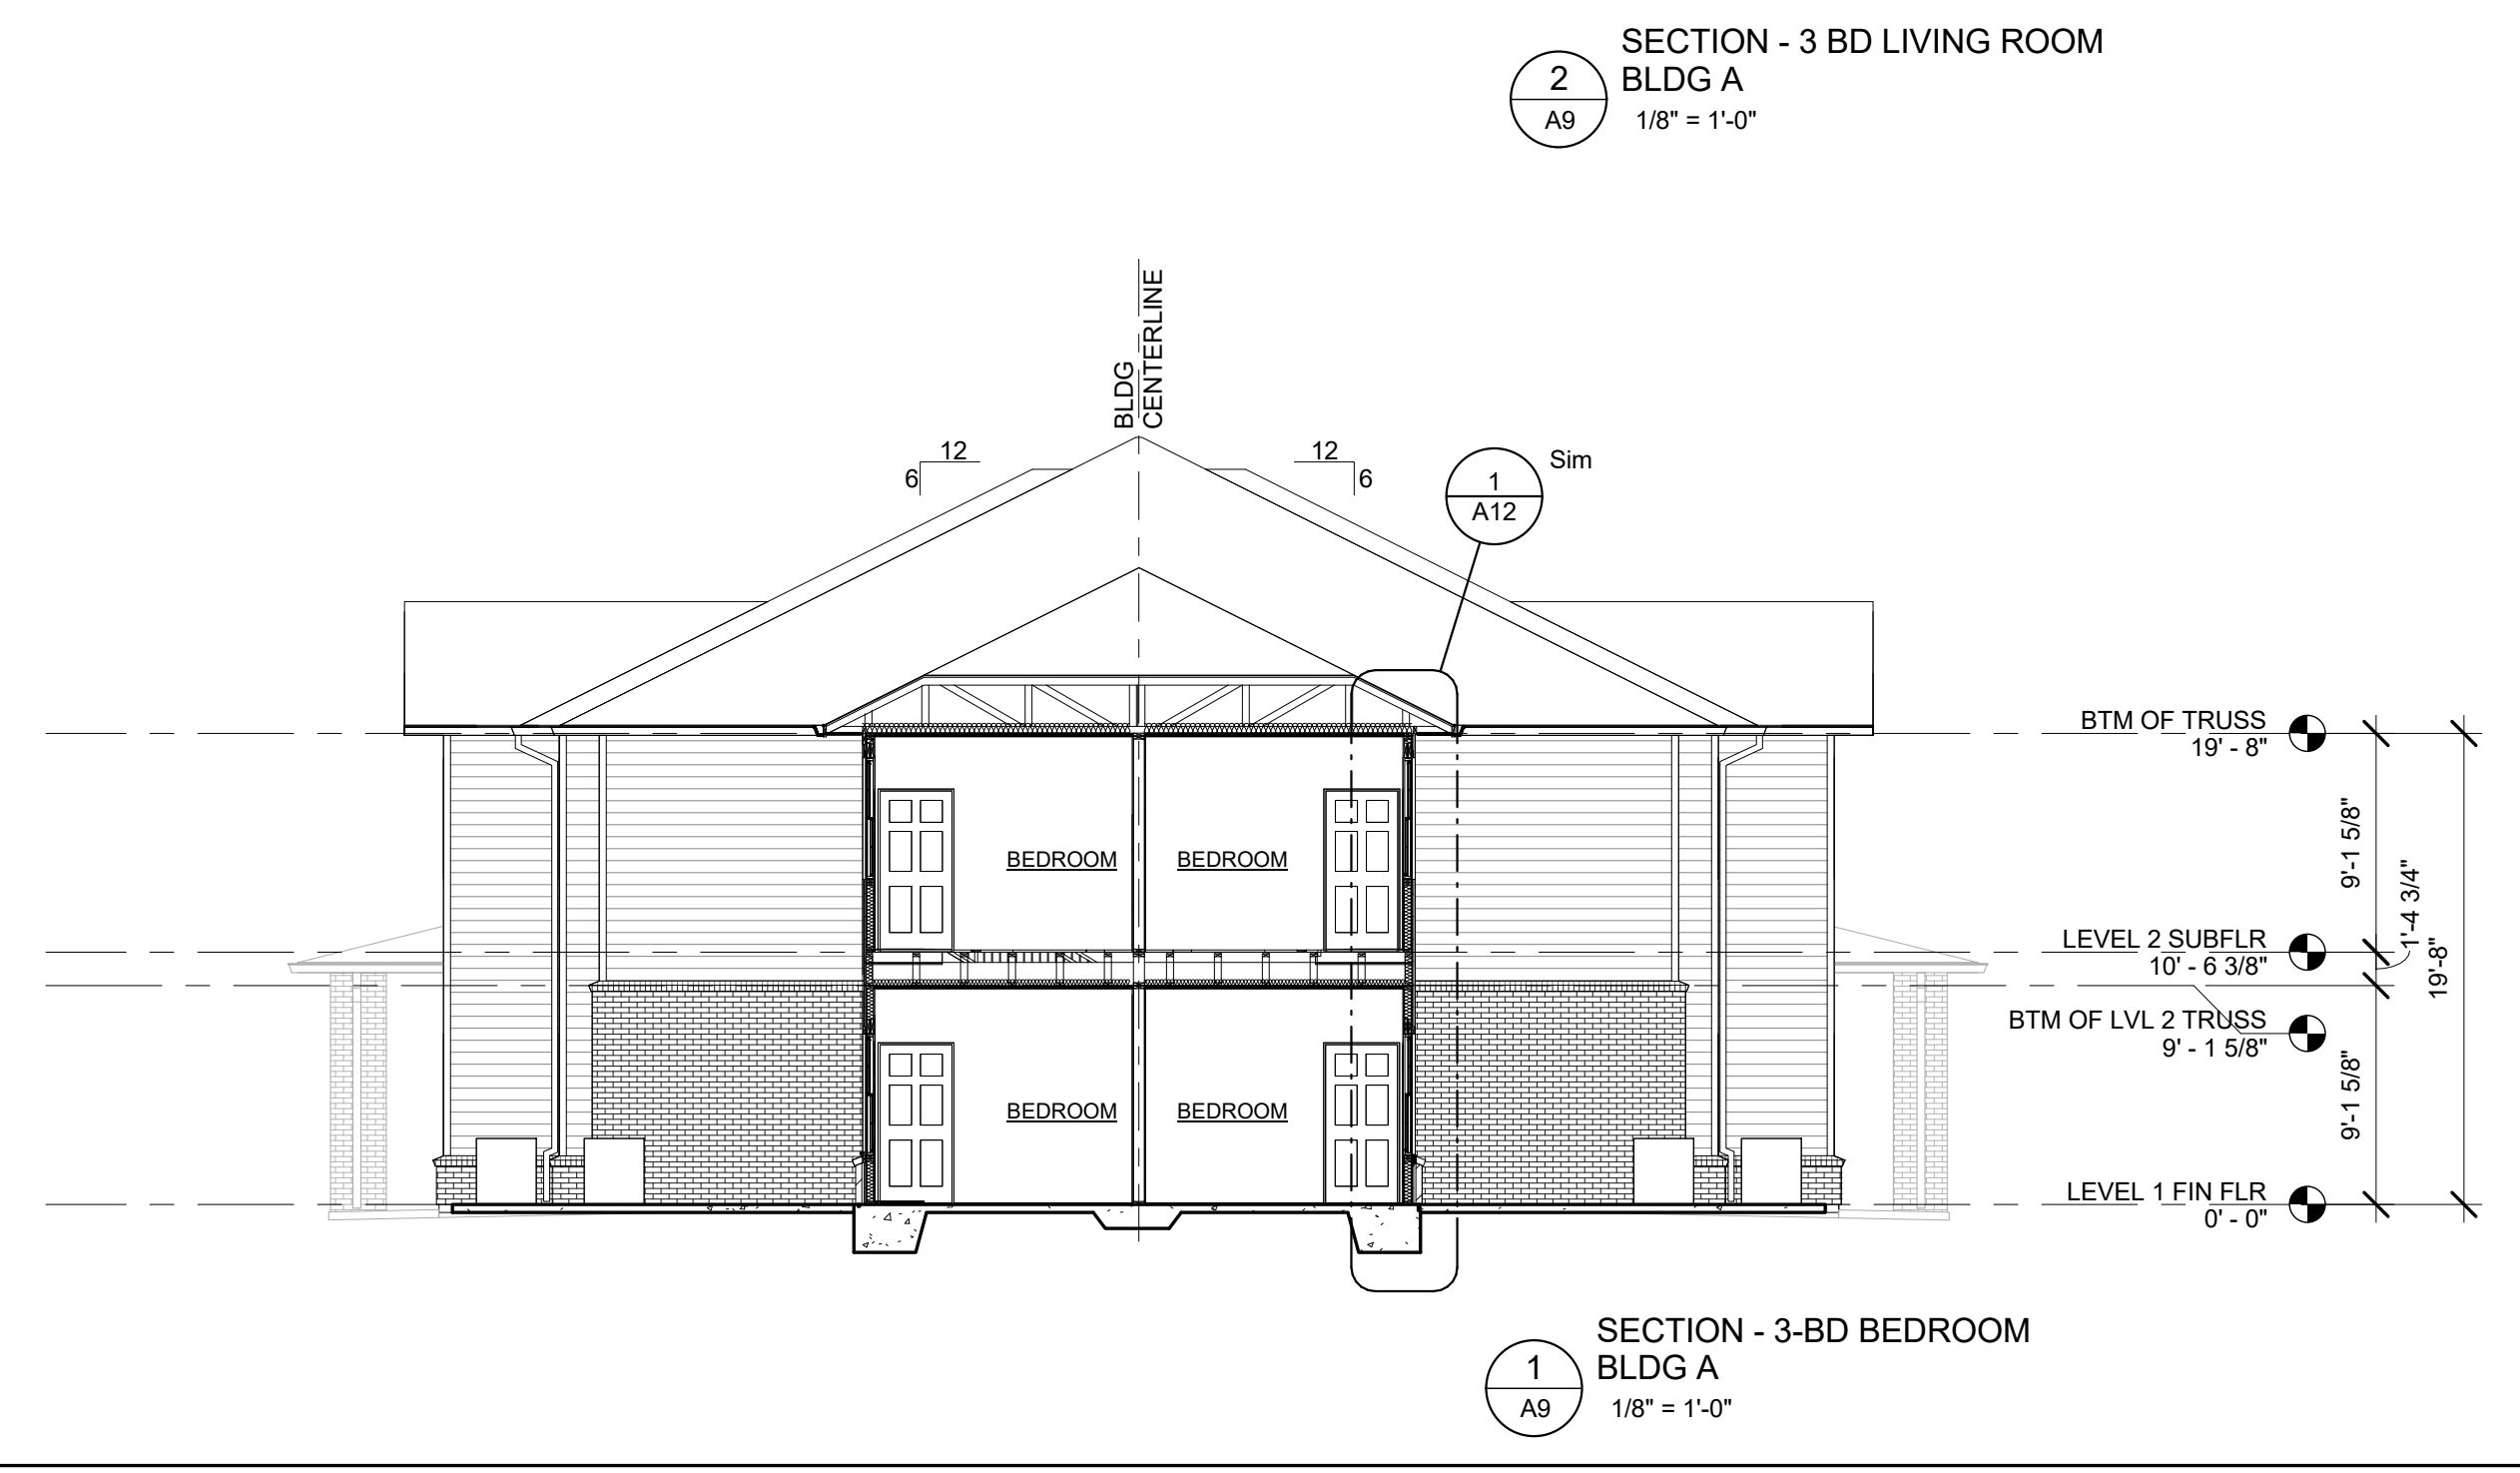 SECTION - 3 BD LIVING ROOM
2
BLDG A
A9
1/8" = 1'-0"
BLDG
CENTERLINE
12
6
12
6
Sim
1
A12
BTM OF TRUSS
19' - 8"
9'-1 5/8"
1'-4 3/4"
19'-8"
BEDROOM
BEDROOM
LEVEL 2 SUBFLR
10' - 6 3/8"
BTM OF LVL 2 TRUSS
9' - 1 5/8"
9'-1 5/8"
BEDROOM
BEDROOM
LEVEL 1 FIN FLR
0' - 0"
SECTION - 3-BD BEDROOM
1
BLDG A
A9
1/8" = 1'-0"